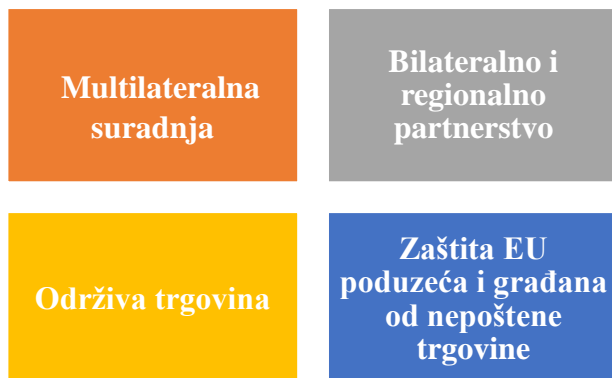 Multilateralna
suradnja
Bilateralno i
regionalno
partnerstvo
Održiva trgovina
Zaštita EU
poduzeća i građana
od nepoštene
trgovine